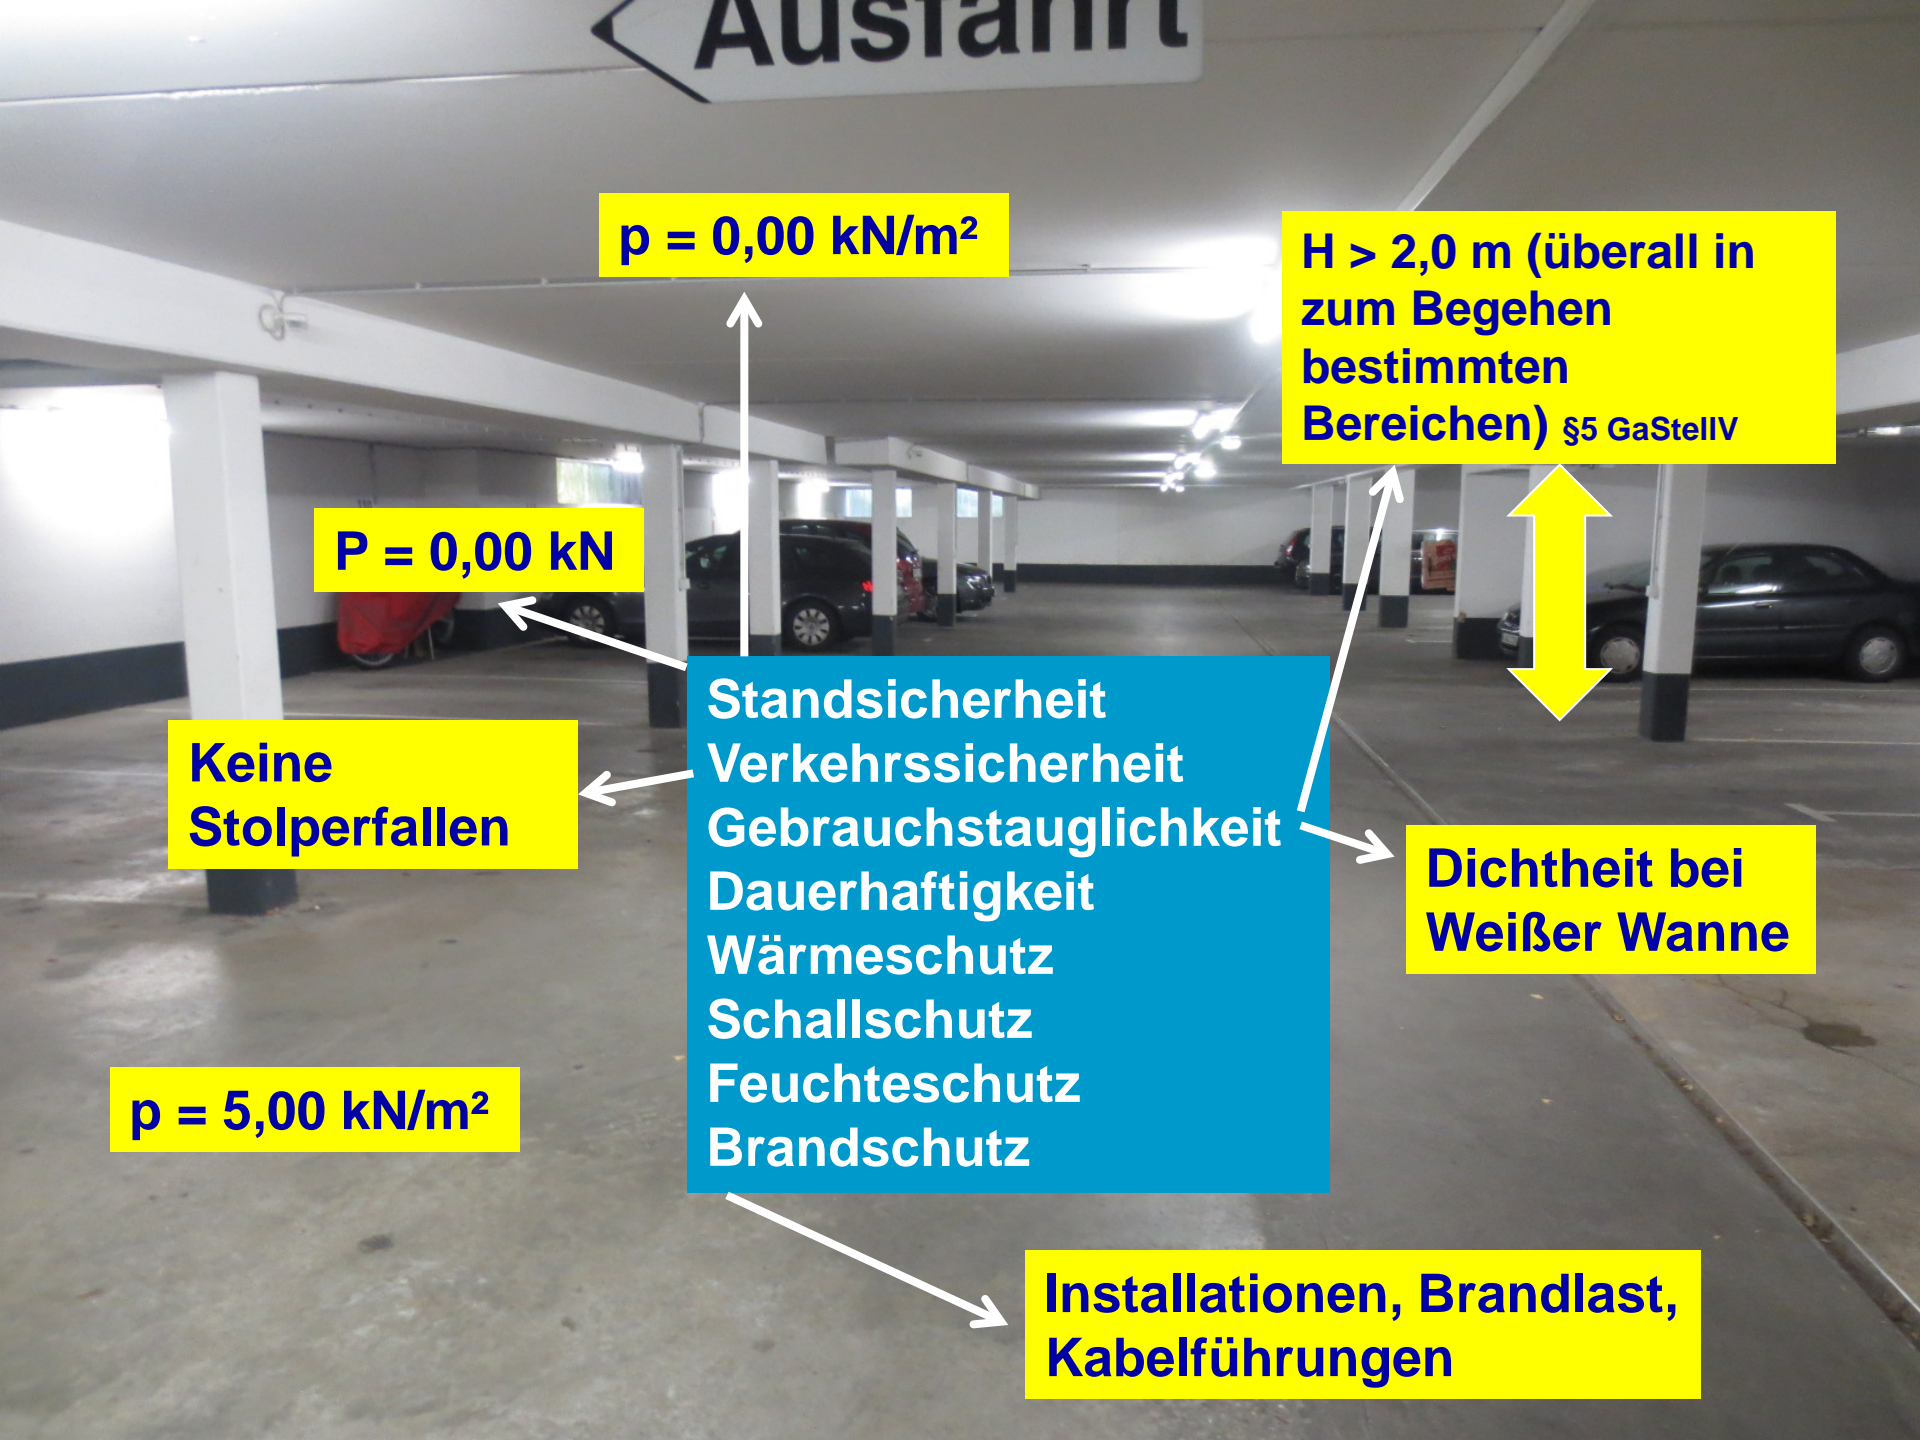 Ausfahrt
p = 0,00 kN/m²
H > 2,0 m (überall in
zum Begehen
bestimmten
Bereichen) §5 GaStellV
P = 0,00 kN
Standsicherheit
Verkehrssicherheit
Gebrauchstauglichkeit
Dauerhaftigkeit
Wärmeschutz
Schallschutz
Feuchteschutz
Brandschutz
Keine
Stolperfallen
Dichtheit bei
Weißer Wanne
p = 5,00 kN/m²
Installationen, Brandlast,
Kabelführungen